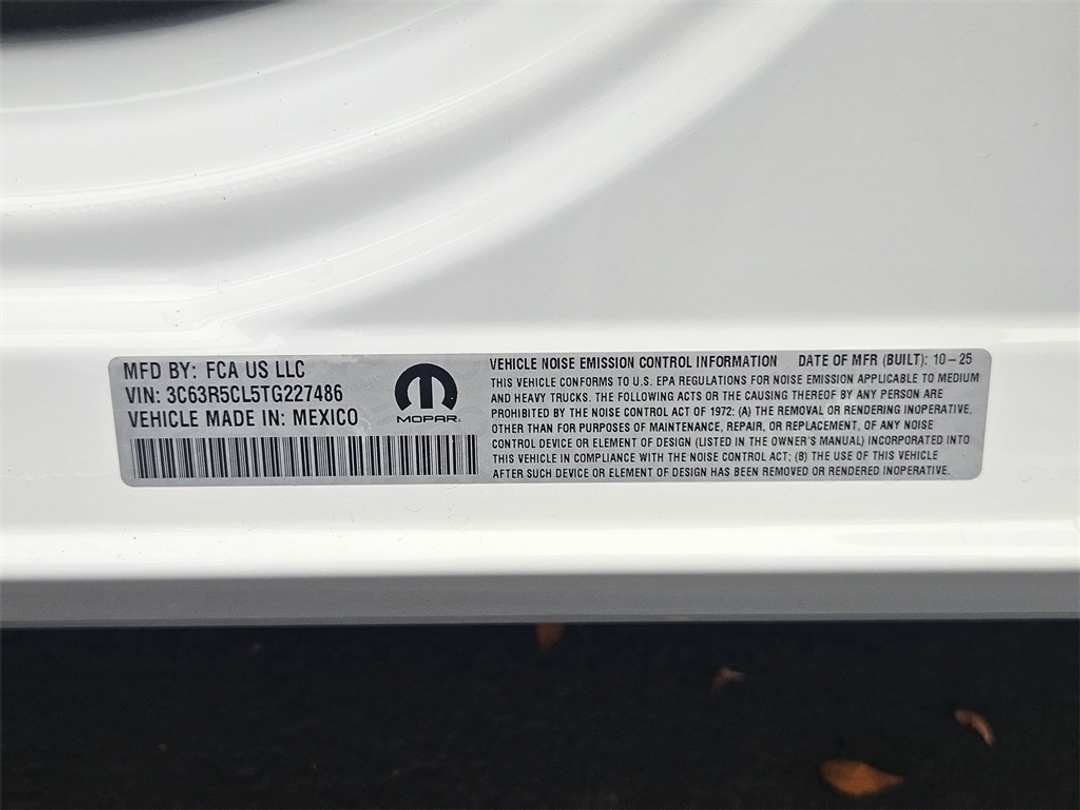 MFD BY: FCA US LLC
VIN: 3C63R5CL5TG227486
VEHICLE MADE IN: MEXICO
MOPAR.
VEHICLE NOISE EMISSION CONTROL INFORMATION DATE OF MFR (BUILT): 10-25
THIS VEHICLE CONFORMS TO U.S. EPA REGULATIONS FOR NOISE EMISSION APPLICABLE TO MEDIUM
AND HEAVY TRUCKS. THE FOLLOWING ACTS OR THE CAUSING THEREOF BY ANY PERSON ARE
PROHIBITED BY THE NOISE CONTROL ACT OF 1972: (A) THE REMOVAL OR RENDERING INOPERATIVE,
OTHER THAN FOR PURPOSES OF MAINTENANCE, REPAIR, OR REPLACEMENT, OF ANY NOISE
CONTROL DEVICE OR ELEMENT OF DESIGN (LISTED IN THE OWNER'S MANUAL) INCORPORATED INTO
THIS VEHICLE IN COMPLIANCE WITH THE NOISE CONTROL ACT; (B) THE USE OF THIS VEHICLE
AFTER SUCH DEVICE OR ELEMENT OF DESIGN HAS BEEN REMOVED OR RENDERED INOPERATIVE.